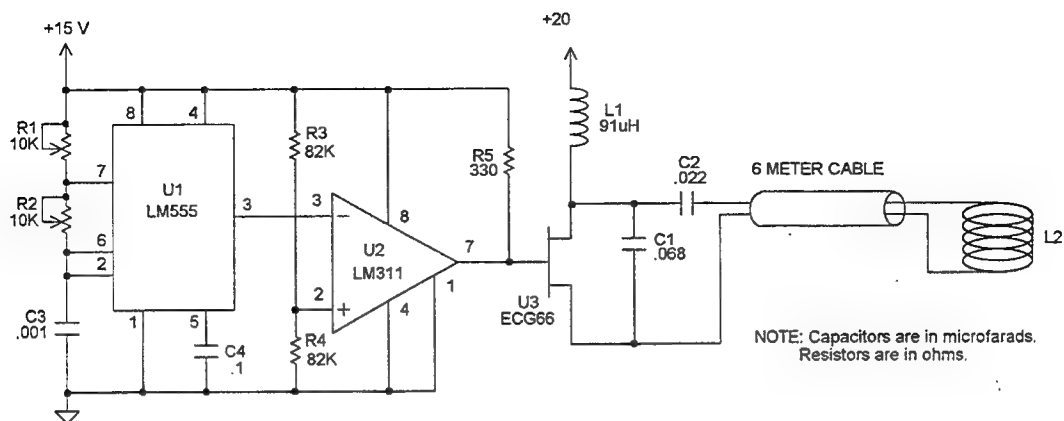 +15 V
+20
R1
10K
R2
10K
8
4
7
6
2
3
1
5
U1
LM555
C3
.001
C4
.1
R3
82K
R4
82K
3
2
8
7
1
4
U2
LM311
R5
330
L1
91uH
U3
ECG66
C1
.068
C2
.022
6 METER CABLE
L2
NOTE: Capacitors are in microfarads.
Resistors are in ohms.